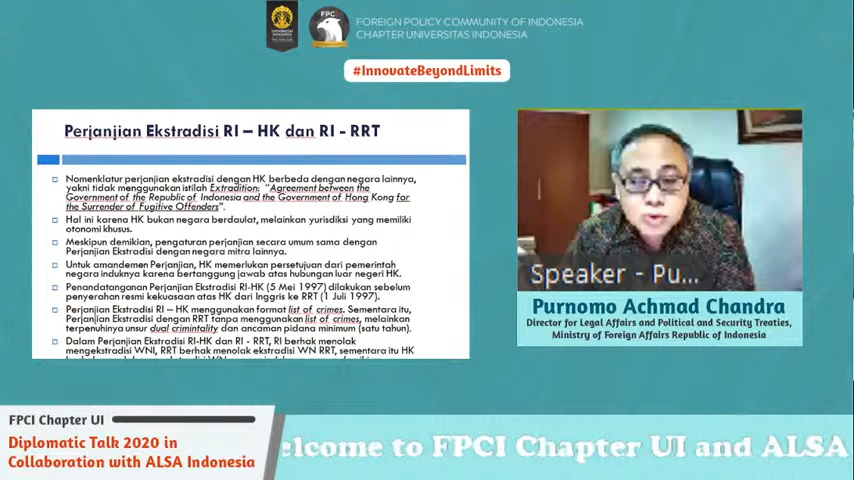 FPC
FOREIGN POLICY COMMUNITY OF INDONESIA
CHAPTER UNIVERSITAS INDONESIA
#InnovateBeyondLimits
Perjanjian Ekstradisi RI – HK dan RI - RRT
Nomenklatur perjanjian ekstradisi dengan HK berbeda dengan negara lainnya,
yakni tidak menggunakan istilah Extradition: "Agreement between the
Government of the Republic of Indonesia and the Government of Hong Kong for
the Surrender of Fugitive Offenders".
Hal ini karena HK bukan negara berdaulat, melainkan yurisdiksi yang memiliki
otonomi khusus.
Meskipun demikian, pengaturan perjanjian secara umum sama dengan
Perjanjian Ekstradisi dengan negara mitra lainnya.
Untuk amandemen Perjanjian, HK memerlukan persetujuan dari pemerintah
negara induknya karena bertanggung jawab atas hubungan luar negeri HK.
Penandatanganan Perjanjian Ekstradisi RI-HK (5 Mei 1997) dilakukan sebelum
penyerahan resmi kekuasaan atas HK dari Inggris ke RRT (1 Juli 1997).
Perjanjian Ekstradisi RI – HK menggunakan format list of crimes. Sementara itu,
Perjanjian Ekstradisi dengan RRT tanpa menggunakan list of crimes, melainkan
terpenuhinya unsur dual crimintality dan ancaman pidana minimum (satu tahun).
Dalam Perjanjian Ekstradisi RI-HK dan RI - RRT, RI berhak menolak
mengekstradisi WNI, RRT berhak menolak ekstradisi WN RRT, sementara itu HK
Speaker - Pu...
Purnomo Achmad Chandra
Director for Legal Affairs and Political and Security Treaties,
Ministry of Foreign Affairs Republic of Indonesia
FPCI Chapter UI
Diplomatic Talk 2020 in
Collaboration with ALSA Indonesia
elcome to FPCI Chapter UI and ALSA